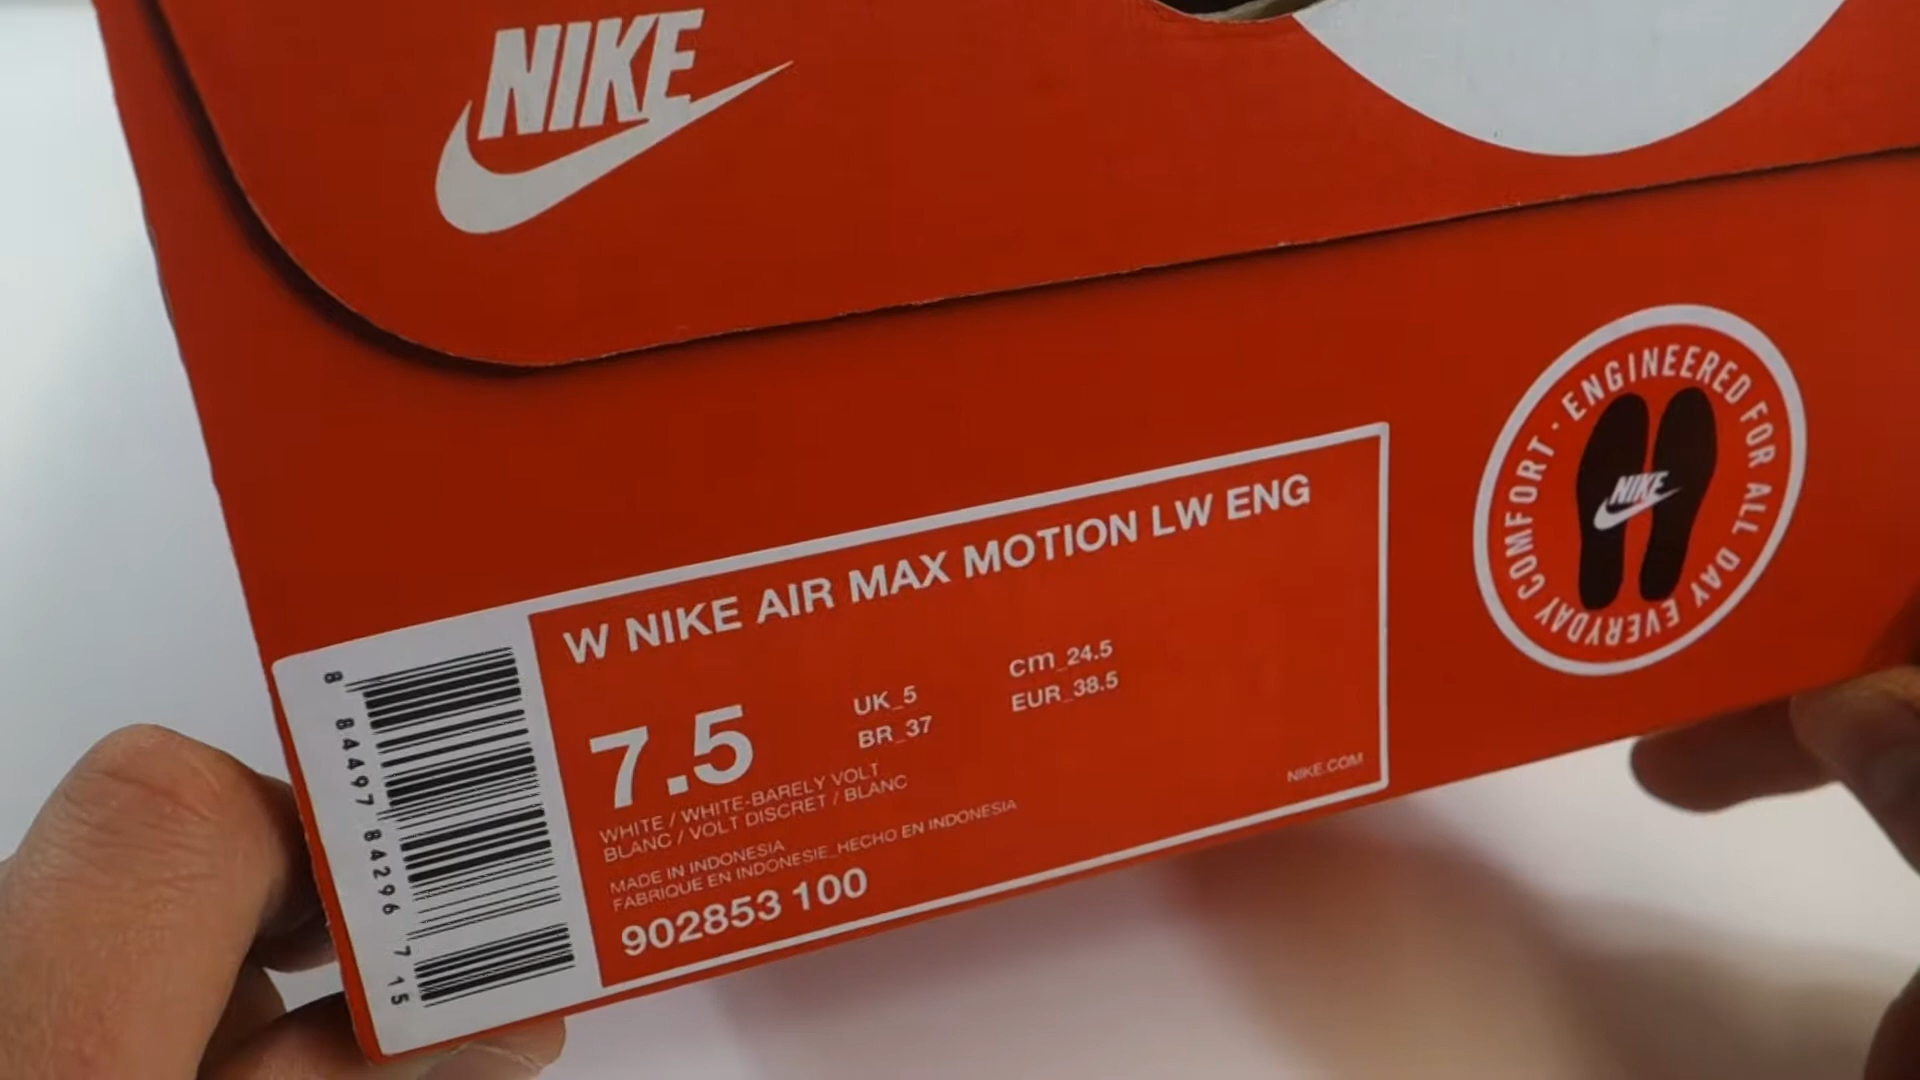 NIKE
ENGINEERED FOR ALL DAY EVERYDAY COMFORT ·
NIKE
W NIKE AIR MAX MOTION LW ENG
7.5
UK_5
BR_37
cm_24.5
EUR_38.5
WHITE / WHITE-BARELY VOLT
BLANC / VOLT DISCRET / BLANC
MADE IN INDONESIA
FABRIQUE EN INDONESIE_HECHO EN INDONESIA
902853 100
NIKE.COM
8 84497 84296 7 15